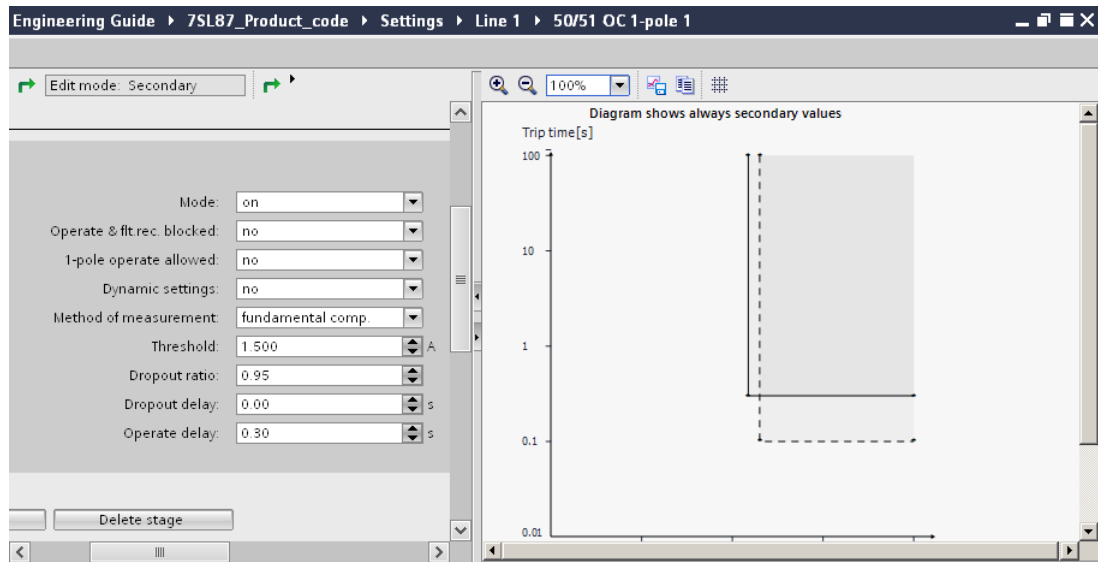 Engineering Guide ▸ 7SL87_Product_code ▸ Settings ▸ Line 1 ▸ 50/51 OC 1-pole 1
Edit mode: Secondary
100%
Mode: on
Operate & flt.rec. blocked: no
1-pole operate allowed: no
Dynamic settings: no
Method of measurement: fundamental comp.
Threshold: 1.500 A
Dropout ratio: 0.95
Dropout delay: 0.00 s
Operate delay: 0.30 s
Delete stage
Diagram shows always secondary values
Trip time[s]
100
10
1
0.1
0.01